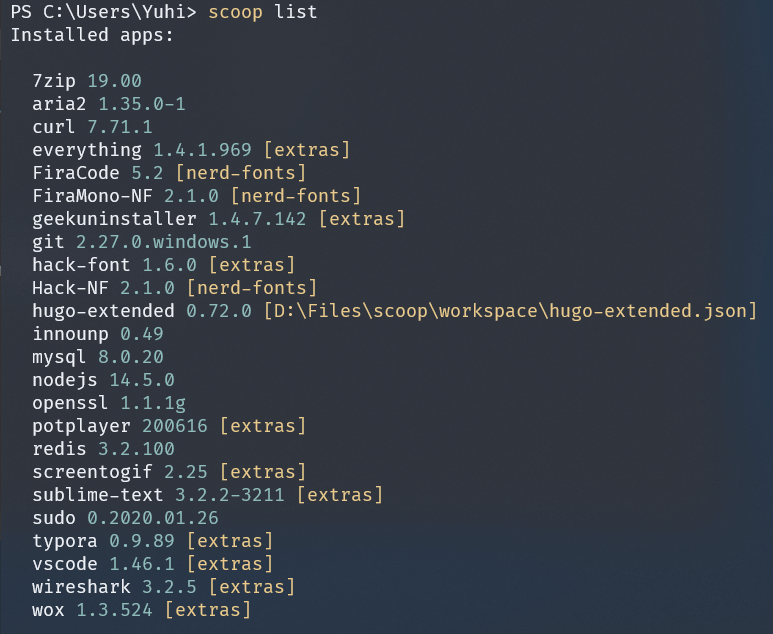 PS C:\Users\Yuhi> scoop list
Installed apps:
7zip 19.00
aria2 1.35.0-1
curl 7.71.1
everything 1.4.1.969 [extras]
FiraCode 5.2 [nerd-fonts]
FiraMono-NF 2.1.0 [nerd-fonts]
geekuninstaller 1.4.7.142 [extras]
git 2.27.0.windows.1
hack-font 1.6.0 [extras]
Hack-NF 2.1.0 [nerd-fonts]
hugo-extended 0.72.0 [D:\Files\scoop\workspace\hugo-extended.json]
innounp 0.49
mysql 8.0.20
nodejs 14.5.0
openssl 1.1.1g
potplayer 200616 [extras]
redis 3.2.100
screentogif 2.25 [extras]
sublime-text 3.2.2-3211 [extras]
sudo 0.2020.01.26
typora 0.9.89 [extras]
vscode 1.46.1 [extras]
wireshark 3.2.5 [extras]
wox 1.3.524 [extras]